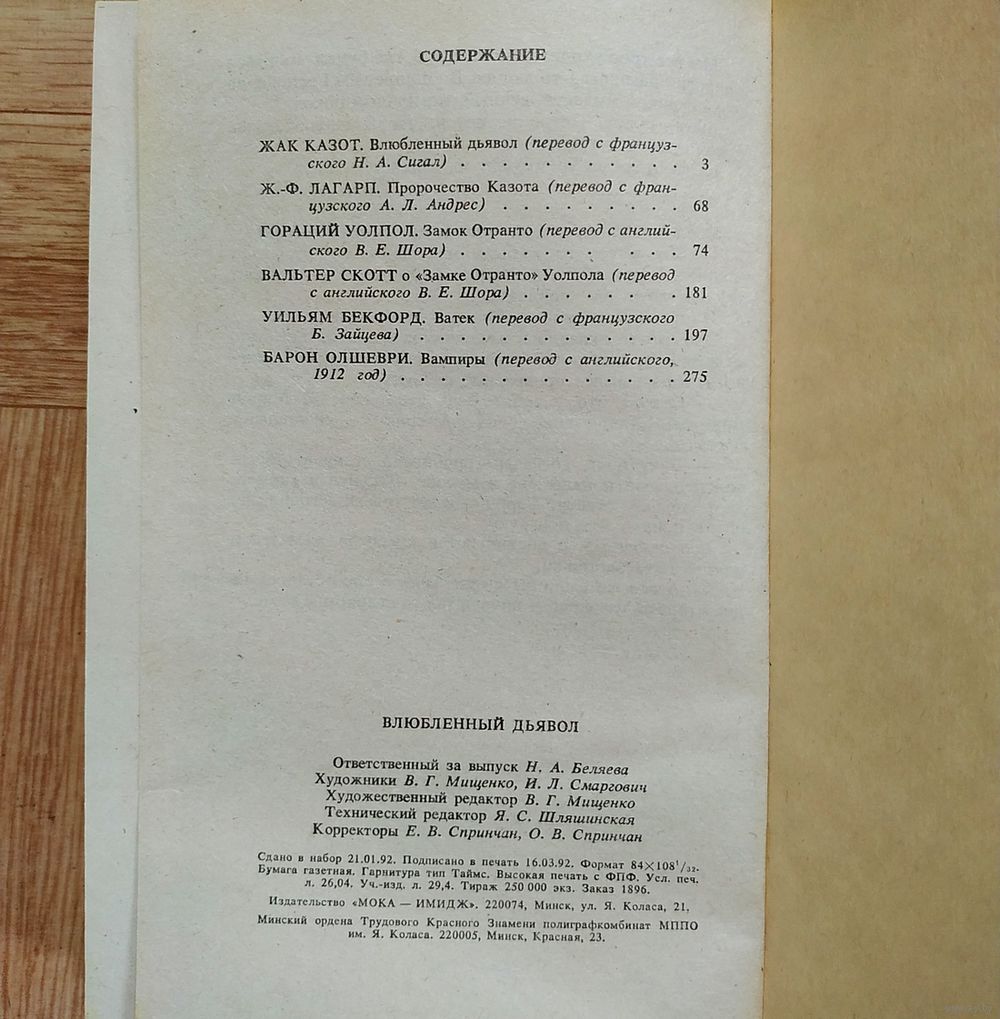 СОДЕРЖАНИЕ
ЖАК КАЗОТ. Влюбленный дьявол (перевод с француз-
ского Н. А. Сигал) . . . . . . . . . . . 3
Ж.-Ф. ЛАГАРП. Пророчество Казота (перевод с фран-
цузского А. Л. Андрес) . . . . . . . . . 68
ГОРАЦИЙ УОЛПОЛ. Замок Отранто (перевод с англий-
ского В. Е. Шора) . . . . . . . . . . 74
ВАЛЬТЕР СКОТТ о «Замке Отранто» Уолпола (перевод
с английского В. Е. Шора) . . . . . . . . 181
УИЛЬЯМ БЕКФОРД. Ватек (перевод с французского
Б. Зайцева) . . . . . . . . . . . . . 197
БАРОН ОЛШЕВРИ. Вампиры (перевод с английского,
1912 год) . . . . . . . . . . . . . . 275
ВЛЮБЛЕННЫЙ ДЬЯВОЛ
Ответственный за выпуск Н. А. Беляева
Художники В. Г. Мищенко, И. Л. Смаргович
Художественный редактор В. Г. Мищенко
Технический редактор Я. С. Шляшинская
Корректоры Е. В. Спринчан, О. В. Спринчан
Сдано в набор 21.01.92. Подписано в печать 16.03.92. Формат 84×108¹/₃₂.
Бумага газетная. Гарнитура тип Таймс. Высокая печать с ФПФ. Усл. печ.
л. 26,04. Уч.-изд. л. 29,4. Тираж 250 000 экз. Заказ 1896.
Издательство «МОКА — ИМИДЖ». 220074, Минск, ул. Я. Коласа, 21.
Минский ордена Трудового Красного Знамени полиграфкомбинат МППО
им. Я. Коласа. 220005, Минск, Красная, 23.